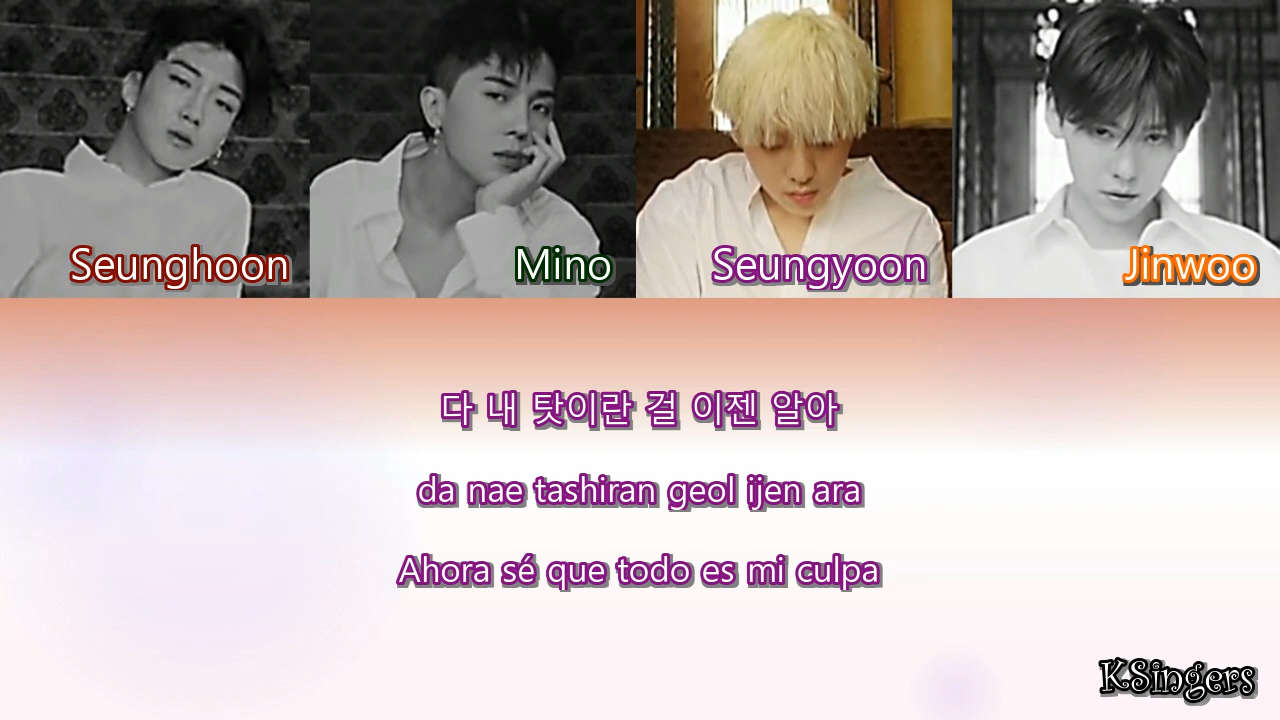 Seunghoon
Mino
Seungyoon
Jinwoo
다 내 탓이란 걸 이젠 알아
da nae tashiran geol ijen ara
Ahora sé que todo es mi culpa
KSingers